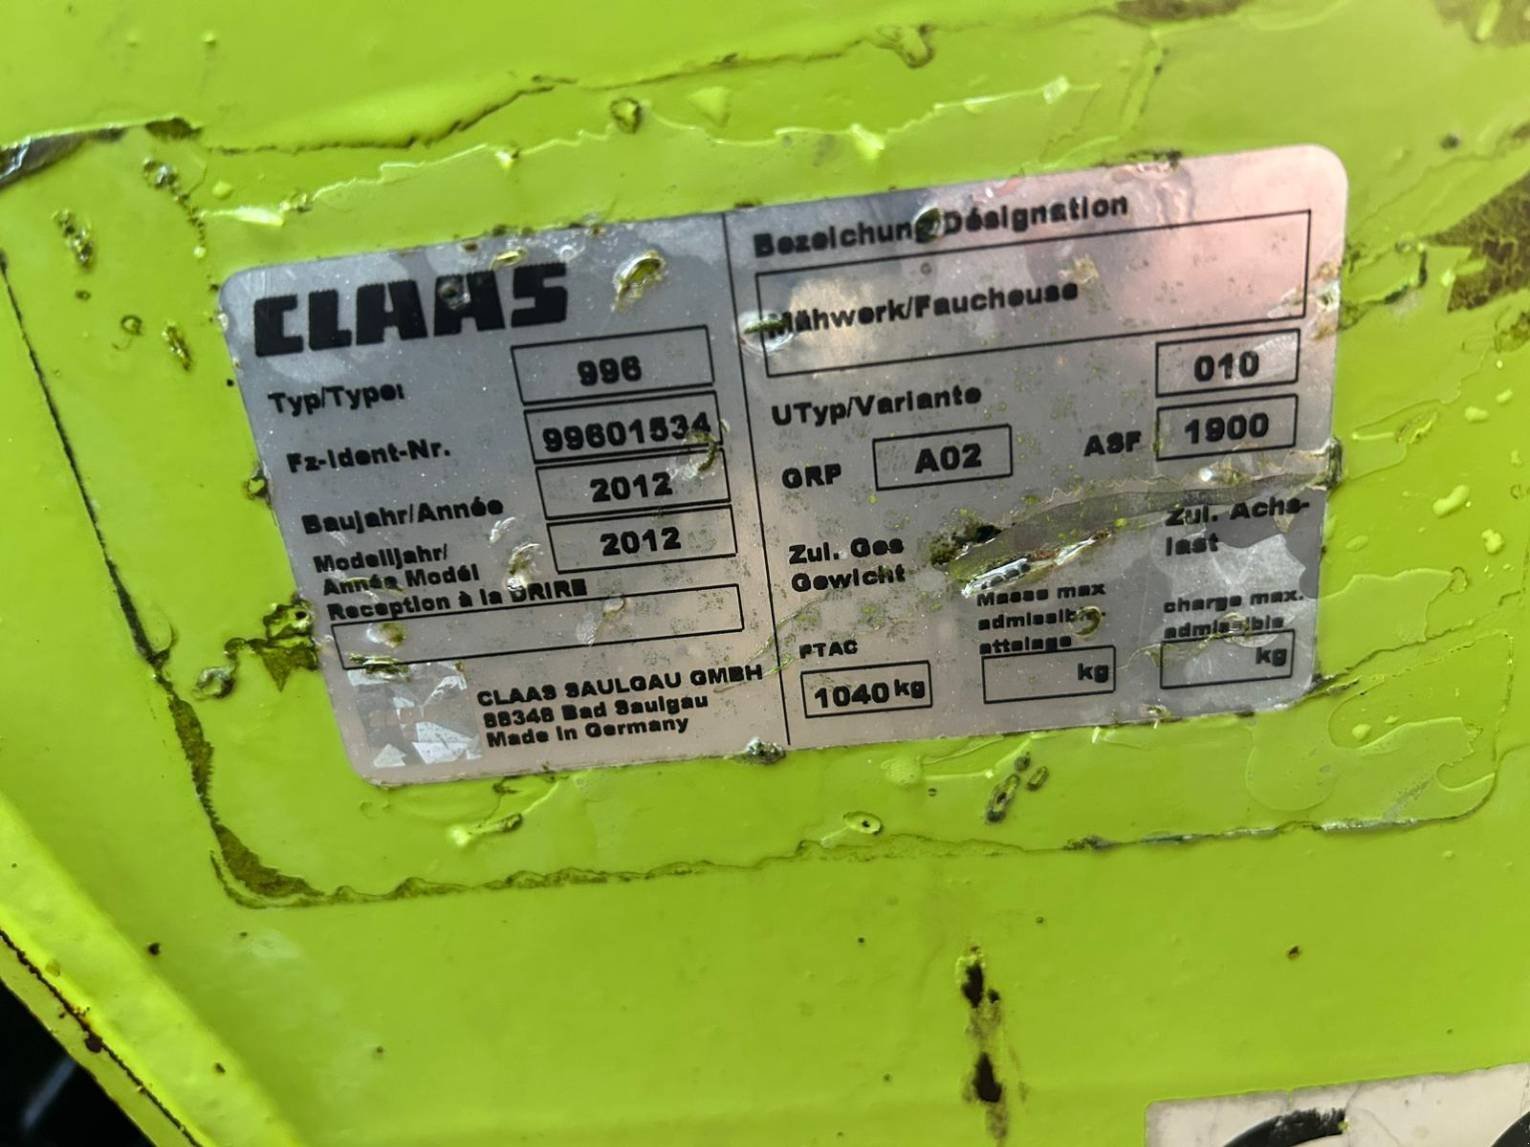 CLAAS
Typ/Type: 996
Fz-Ident-Nr. 99601534
Baujahr/Année 2012
Modelljahr/
Année Modél 2012
Reception à la DRIRE
CLAAS SAULGAU GMBH
88348 Bad Saulgau
Made in Germany
Bezeichung/Désignation
Mähwerk/Faucheuse
UTyp/Variante 010
GRP A02 ASF 1900
Zul. Ges
Gewicht
Zul. Achs-
last
Masse max
admissible
attelage
charge max.
admissible
PTAC
1040 kg
kg
kg